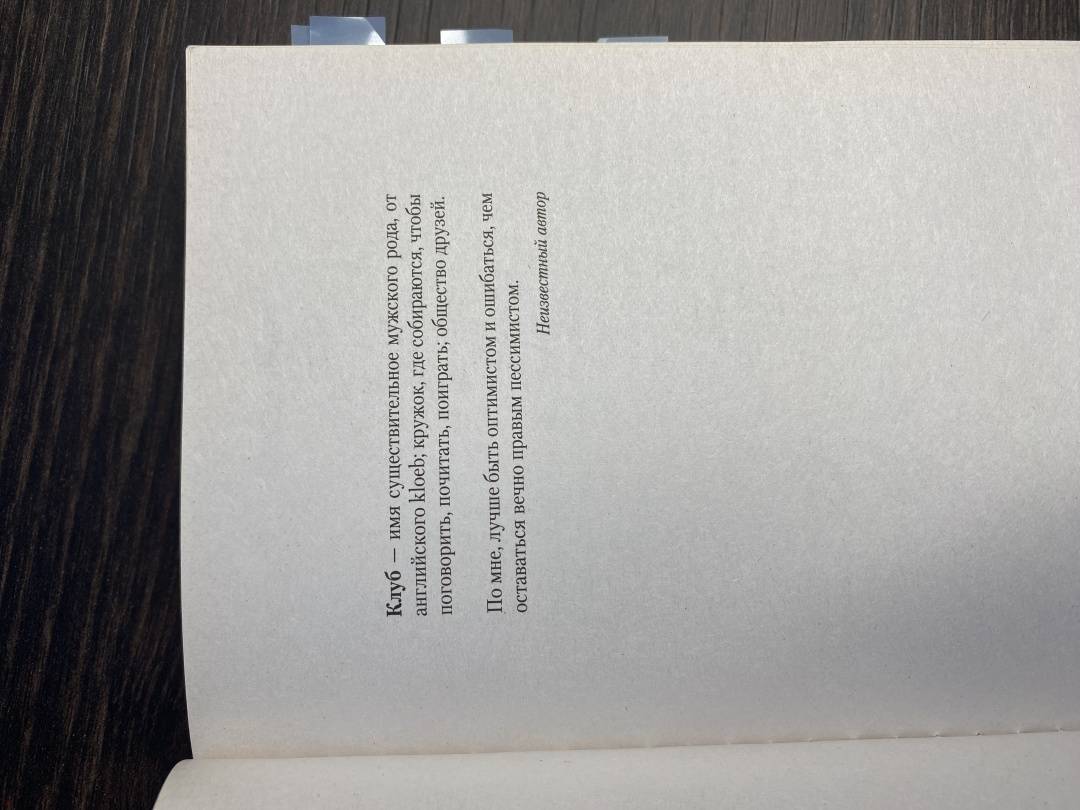 Клуб — имя существительное мужского рода, от
английского kloeb; кружок, где собираются, чтобы
поговорить, почитать, поиграть; общество друзей.
По мне, лучше быть оптимистом и ошибаться, чем
оставаться вечно правым пессимистом.
Неизвестный автор